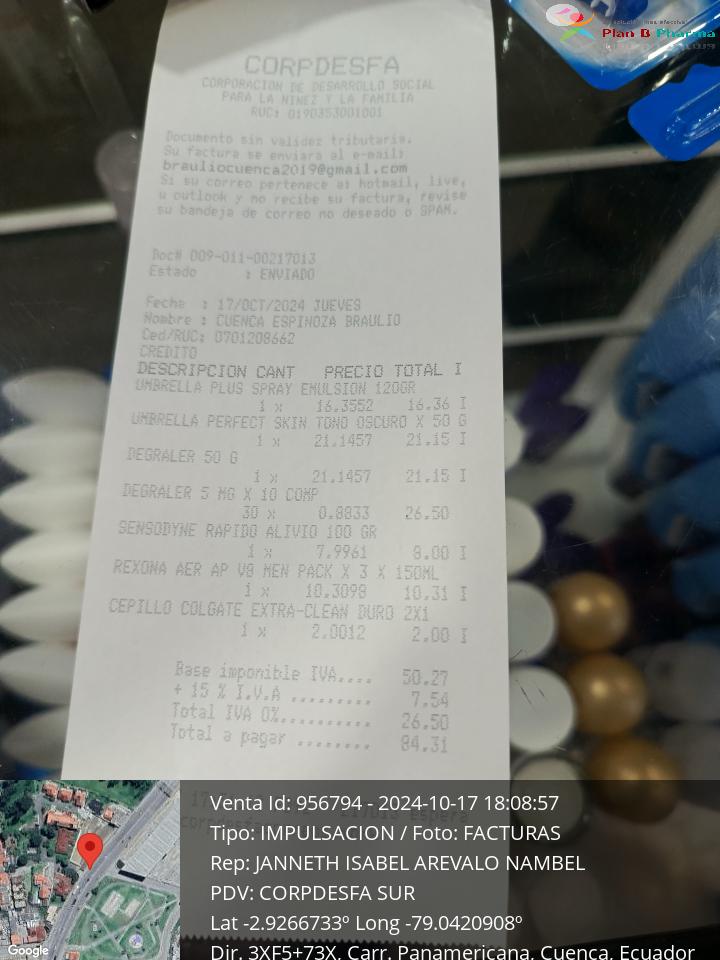 Plan B Pharma
CORPDESFA
CORPORACION DE DESARROLLO SOCIAL
PARA LA NINEZ Y LA FAMILIA
RUC: 0190353001001
Documento sin validez tributaria.
Su factura se enviara al e-mail:
brauliocuenca2019@gmail.com
Si su correo pertenece a: hotmail, live,
u outlook y no recibe su factura, revise
su bandeja de correo no deseado o SPAM.
Doc# 009-011-00217013
Estado : ENVIADO
Fecha : 17/OCT/2024 JUEVES
Nombre : CUENCA ESPINOZA BRAULIO
Ced/RUC: 0701208662
CREDITO
DESCRIPCION CANT PRECIO TOTAL I
UMBRELLA PLUS SPRAY EMULSION 120GR
1 x 16.3552 16.36 I
UMBRELLA PERFECT SKIN TONO OSCURO X 50 G
1 x 21.1457 21.15 I
DEGRALER 50 G
1 x 21.1457 21.15 I
DEGRALER 5 MG X 10 COMP
30 x 0.8833 26.50
SENSODYNE RAPIDO ALIVIO 100 GR
1 x 7.9961 8.00 I
REXONA AER AP V8 MEN PACK X 3 X 150ML
1 x 10.3098 10.31 I
CEPILLO COLGATE EXTRA-CLEAN DURO 2X1
1 x 2.0012 2.00 I
Base imponible IVA.... 50.27
+ 15 % I.V.A ......... 7.54
Total IVA 0%.......... 26.50
Total a pagar ........ 84.31
Venta Id: 956794 - 2024-10-17 18:08:57
Tipo: IMPULSACION / Foto: FACTURAS
Rep: JANNETH ISABEL AREVALO NAMBEL
PDV: CORPDESFA SUR
Lat -2.9266733º Long -79.0420908º
Dir. 3XF5+73X, Carr. Panamericana, Cuenca, Ecuador
Google